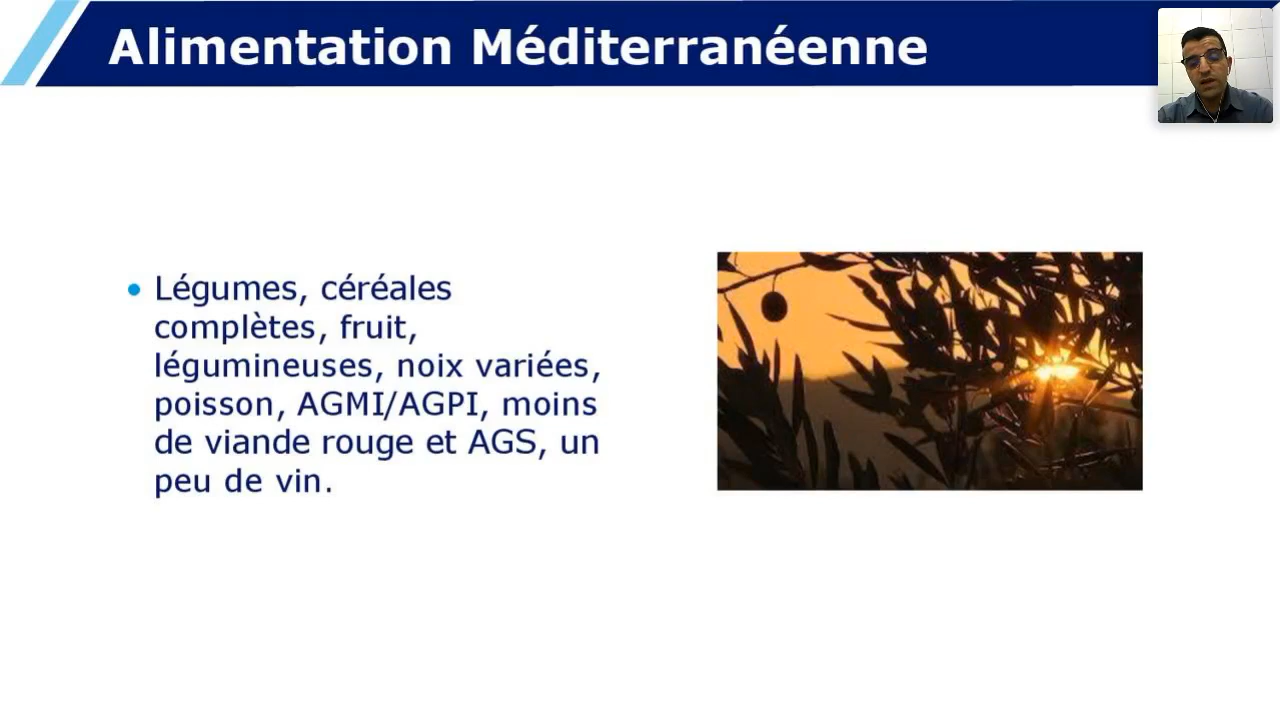 Alimentation Méditerranéenne
• Légumes, céréales
complètes, fruit,
légumineuses, noix variées,
poisson, AGMI/AGPI, moins
de viande rouge et AGS, un
peu de vin.